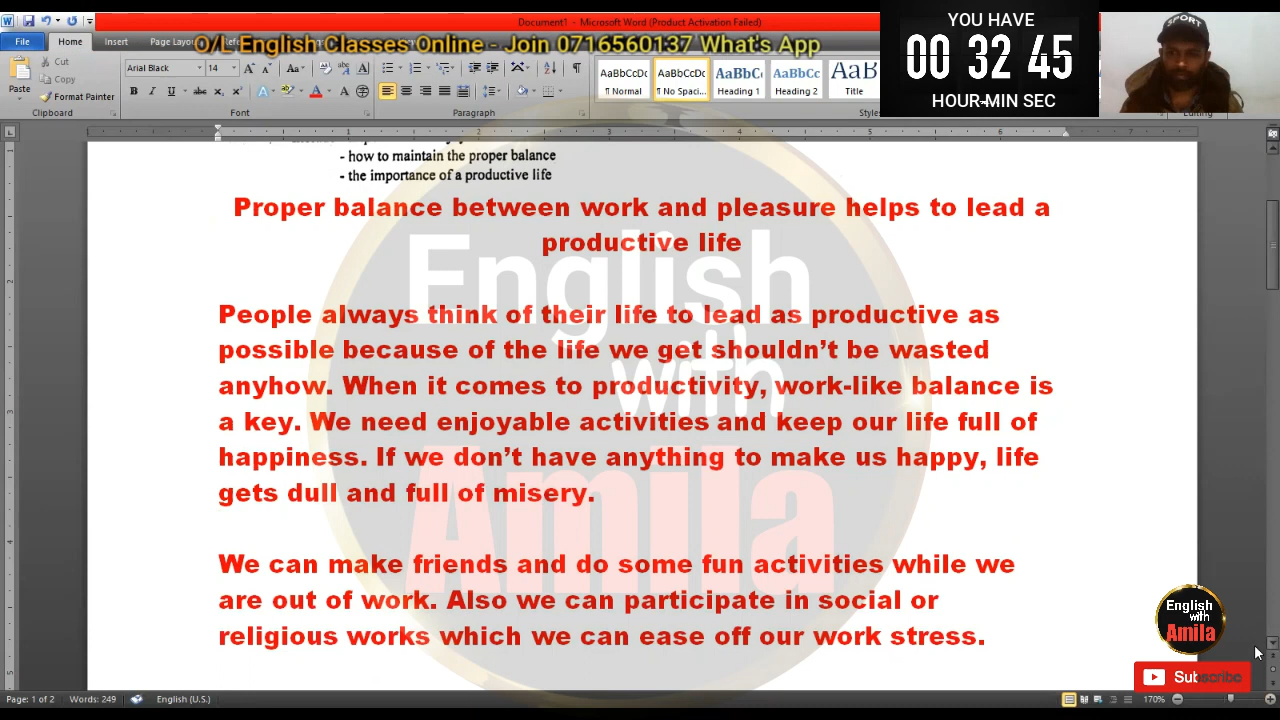 Document1 - Microsoft Word (Product Activation Failed)
YOU HAVE
00 32 45
HOUR-MIN SEC
SPORT
File Home Insert Page Layou
O/L English Classes Online - Join 0716560137 What's App
Cut
Copy
Format Painter
Paste
Arial Black 14
AaBbCcDc AaBbCcDc AaBbC AaBbCc AaB
¶ Normal ¶ No Spaci... Heading 1 Heading 2 Title
Clipboard Font Paragraph Styles Editing
- how to maintain the proper balance
- the importance of a productive life
Proper balance between work and pleasure helps to lead a
productive life
People always think of their life to lead as productive as
possible because of the life we get shouldn't be wasted
anyhow. When it comes to productivity, work-like balance is
a key. We need enjoyable activities and keep our life full of
happiness. If we don't have anything to make us happy, life
gets dull and full of misery.
We can make friends and do some fun activities while we
are out of work. Also we can participate in social or
religious works which we can ease off our work stress.
English
with
Amila
English
with
Amila
Subscribe
Page: 1 of 2 Words: 249 English (U.S.) 170%